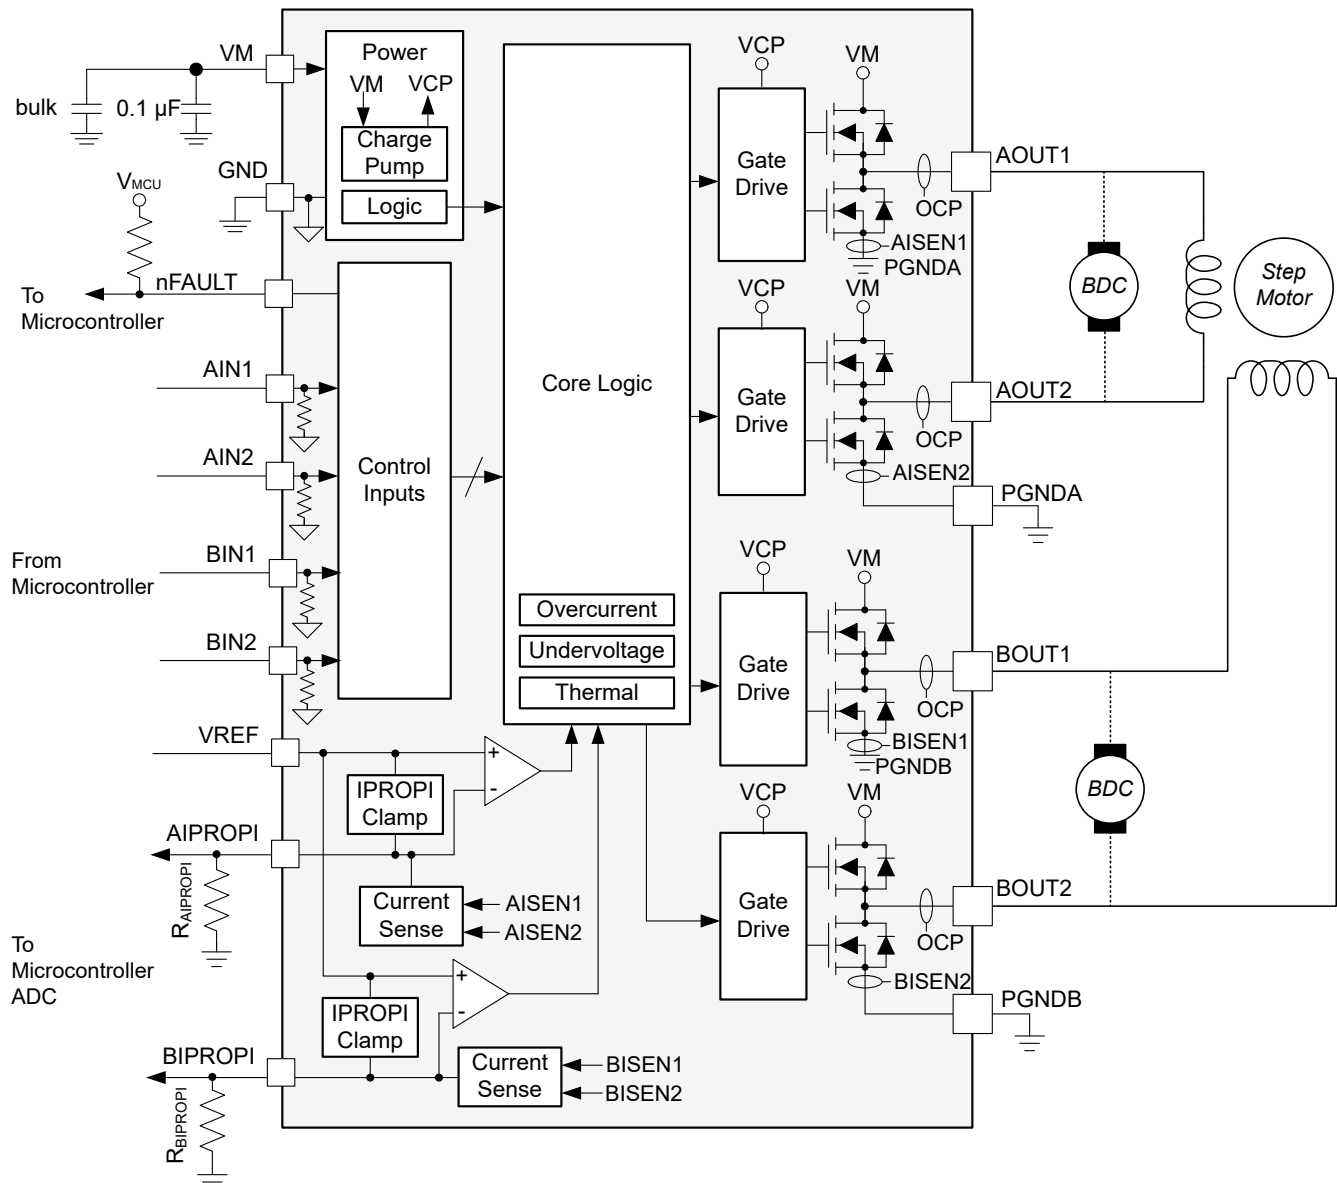 VM
bulk
0.1 µF
GND
VMCU
nFAULT
To
Microcontroller
AIN1
AIN2
From
Microcontroller
BIN1
BIN2
VREF
AIPROPI
RAIPROPI
To
Microcontroller
ADC
BIPROPI
RBIPROPI
Power
VM
VCP
Charge
Pump
Logic
Control
Inputs
Core Logic
Overcurrent
Undervoltage
Thermal
+
-
IPROPI
Clamp
Current
Sense
AISEN1
AISEN2
+
-
IPROPI
Clamp
Current
Sense
BISEN1
BISEN2
VCP
VM
Gate
Drive
OCP
AISEN1
PGNDA
AOUT1
VCP
VM
Gate
Drive
OCP
AISEN2
AOUT2
PGNDA
BDC
Step
Motor
VCP
VM
Gate
Drive
OCP
BISEN1
PGNDB
BOUT1
VCP
VM
Gate
Drive
OCP
BISEN2
BOUT2
PGNDB
BDC